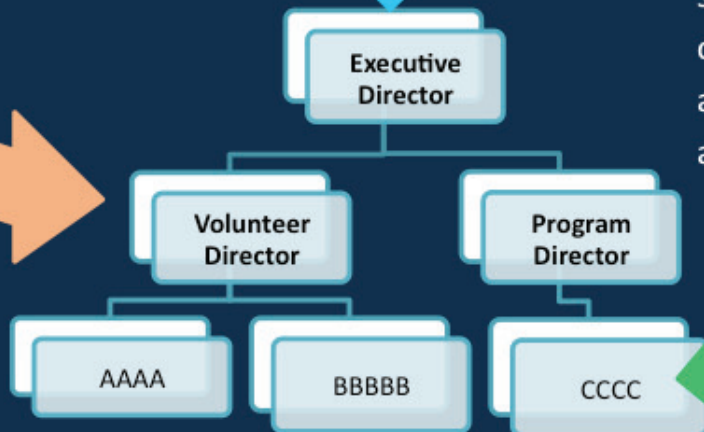 Executive
Director
Volunteer
Director
Program
Director
AAAA
BBBBB
CCCC